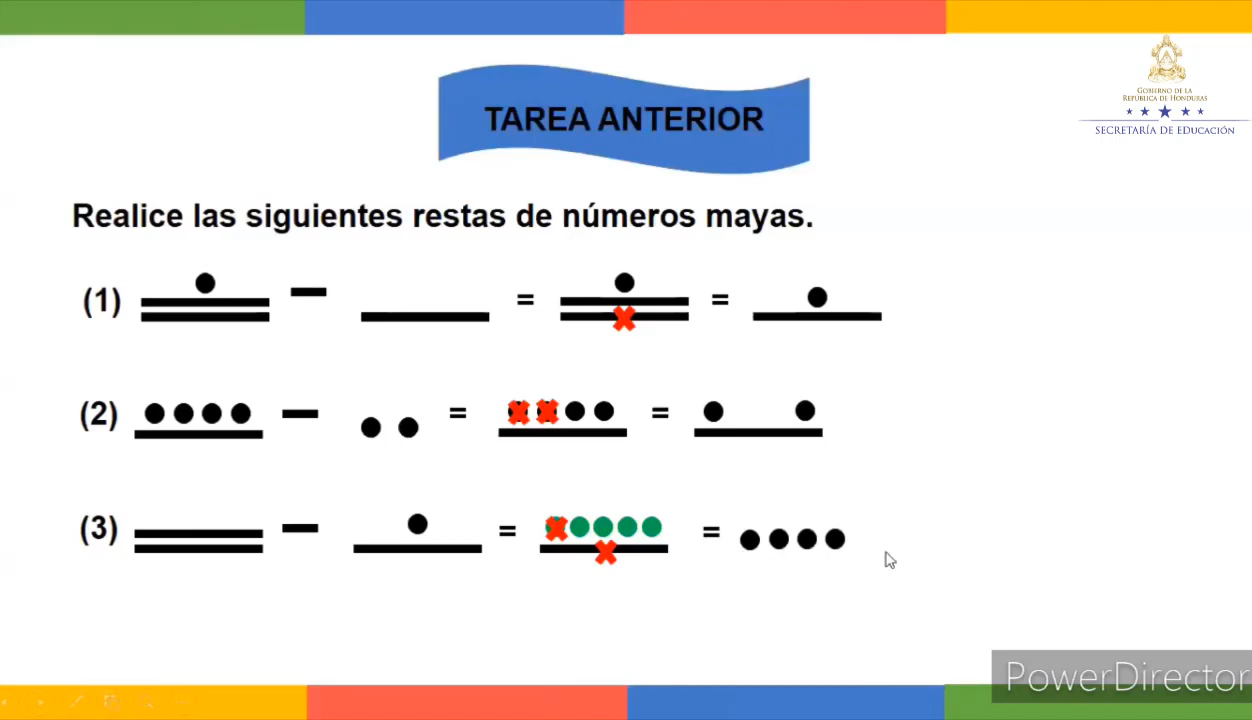 GOBIERNO DE LA
REPÚBLICA DE HONDURAS
SECRETARÍA DE EDUCACIÓN
TAREA ANTERIOR
Realice las siguientes restas de números mayas.
(1) − = =
(2) − = =
(3) − = =
PowerDirector